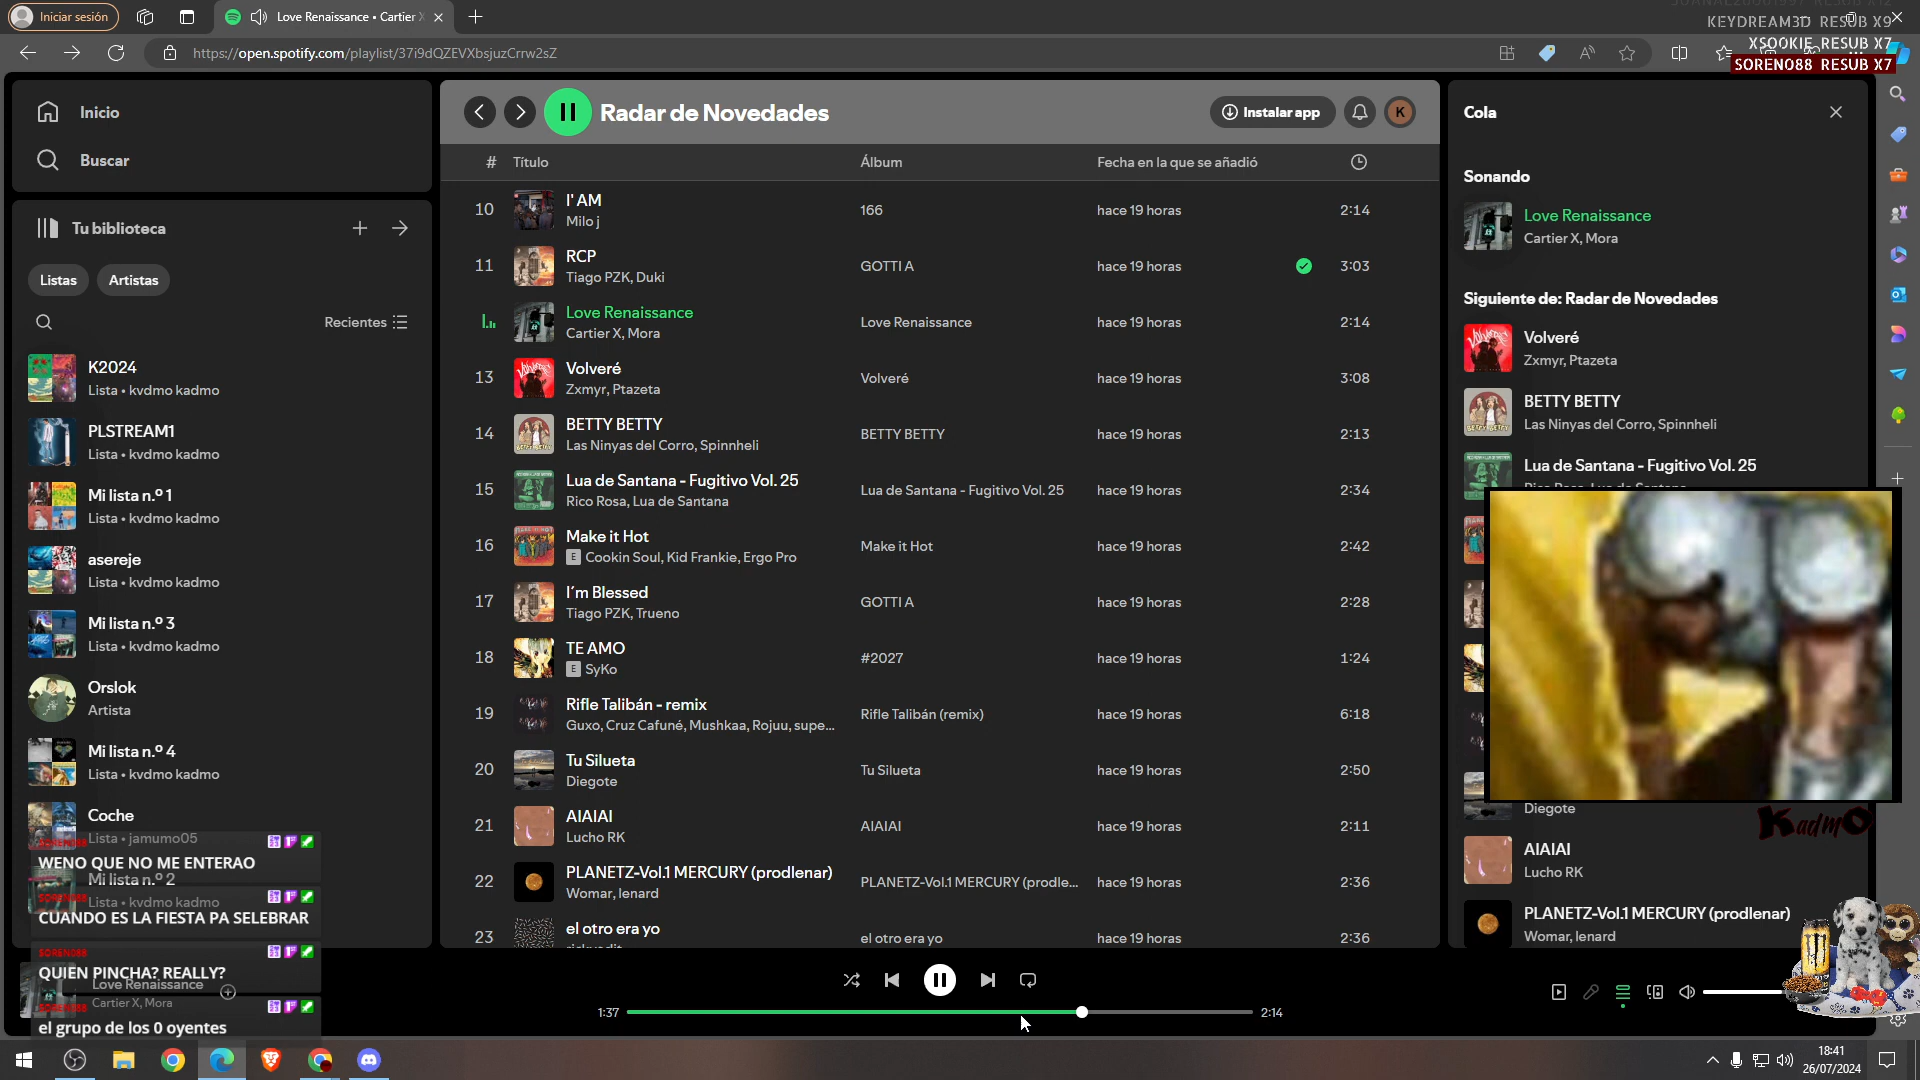 Iniciar sesión
Love Renaissance • Cartier X
KEYDREAM3D RESUB X9
XSOOKIE RESUB X7
SOREN088 RESUB X7
https://open.spotify.com/playlist/37i9dQZEVXbsjuzCrrw2sZ
Inicio
Buscar
Tu biblioteca
Listas
Artistas
Recientes
K2024
Lista • kvdmo kadmo
PLSTREAM1
Lista • kvdmo kadmo
Mi lista n.º 1
Lista • kvdmo kadmo
asereje
Lista • kvdmo kadmo
Mi lista n.º 3
Lista • kvdmo kadmo
Orslok
Artista
Mi lista n.º 4
Lista • kvdmo kadmo
Coche
Lista • jamumo05
SOREN088
WENO QUE NO ME ENTERAO
Mi lista n.º 2
Lista • kvdmo kadmo
SOREN088
CUANDO ES LA FIESTA PA SELEBRAR
SOREN088
QUIEN PINCHA? REALLY?
Love Renaissance
Cartier X, Mora
SOREN088
el grupo de los 0 oyentes
Radar de Novedades
Instalar app
K
# Título Álbum Fecha en la que se añadió
10 I' AM 166 hace 19 horas 2:14
Milo j
11 RCP GOTTI A hace 19 horas 3:03
Tiago PZK, Duki
Love Renaissance Love Renaissance hace 19 horas 2:14
Cartier X, Mora
13 Volveré Volveré hace 19 horas 3:08
Zxmyr, Ptazeta
14 BETTY BETTY BETTY BETTY hace 19 horas 2:13
Las Ninyas del Corro, Spinnheli
15 Lua de Santana - Fugitivo Vol. 25 Lua de Santana - Fugitivo Vol. 25 hace 19 horas 2:34
Rico Rosa, Lua de Santana
16 Make it Hot Make it Hot hace 19 horas 2:42
E Cookin Soul, Kid Frankie, Ergo Pro
17 I´m Blessed GOTTI A hace 19 horas 2:28
Tiago PZK, Trueno
18 TE AMO #2027 hace 19 horas 1:24
E SyKo
19 Rifle Talibán - remix Rifle Talibán (remix) hace 19 horas 6:18
Guxo, Cruz Cafuné, Mushkaa, Rojuu, supe...
20 Tu Silueta Tu Silueta hace 19 horas 2:50
Diegote
21 AIAIAI AIAIAI hace 19 horas 2:11
Lucho RK
22 PLANETZ-Vol.1 MERCURY (prodlenar) PLANETZ-Vol.1 MERCURY (prodle... hace 19 horas 2:36
Womar, lenard
23 el otro era yo el otro era yo hace 19 horas 2:36
1:37
2:14
Cola
Sonando
Love Renaissance
Cartier X, Mora
Siguiente de: Radar de Novedades
Volveré
Zxmyr, Ptazeta
BETTY BETTY
Las Ninyas del Corro, Spinnheli
Lua de Santana - Fugitivo Vol. 25
Diegote
KadmO
AIAIAI
Lucho RK
PLANETZ-Vol.1 MERCURY (prodlenar)
Womar, lenard
18:41
26/07/2024